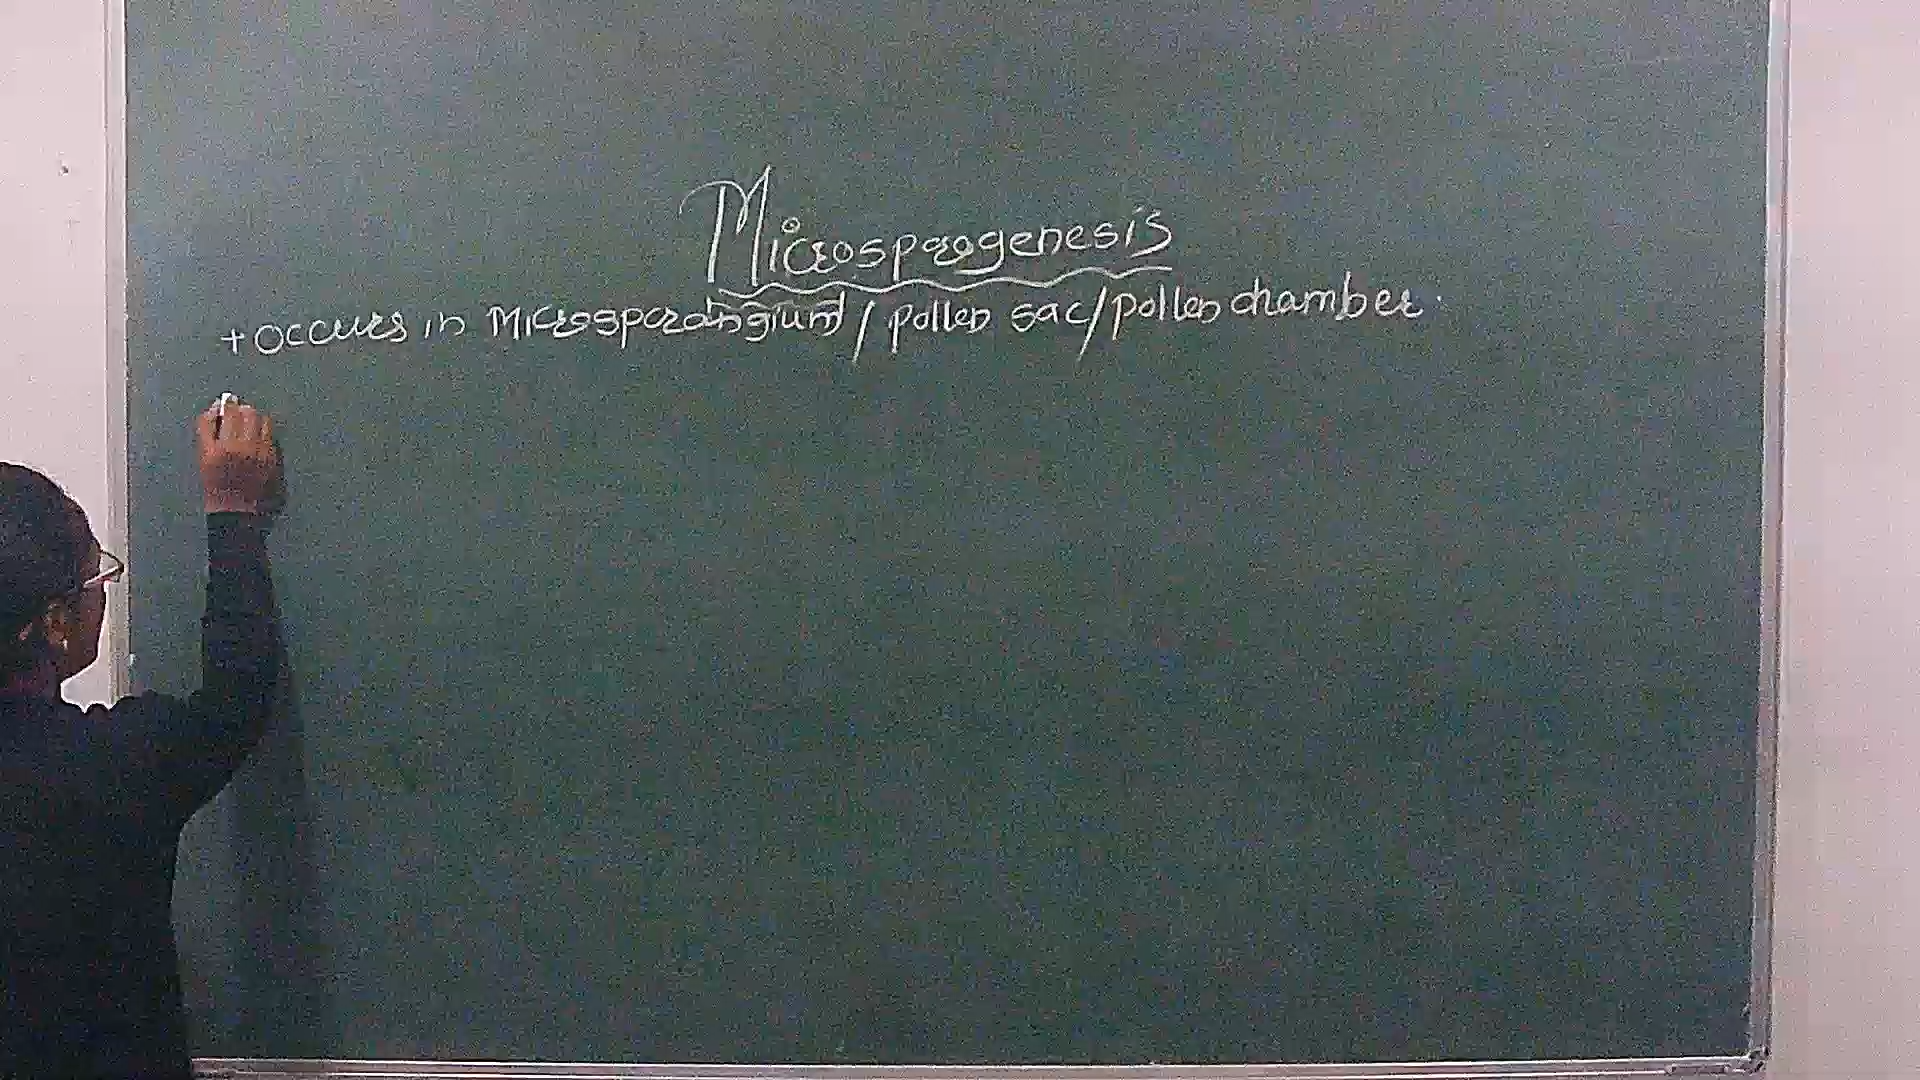 Microsporogenesis
+ occurs in Microsporangium / pollen sac / pollen chamber.